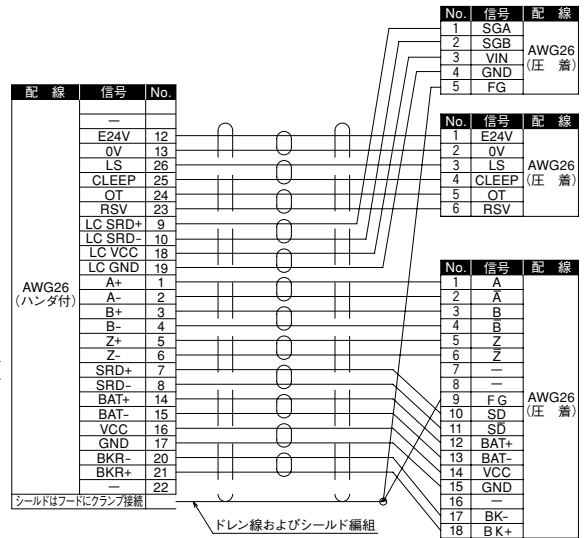 No. 信号 配線
1 SGA
2 SGB
3 VIN
4 GND
5 FG
AWG26
(圧着)
配線 信号 No.
—
E24V 12
0V 13
LS 26
CLEEP 25
OT 24
RSV 23
LC SRD+ 9
LC SRD- 10
LC VCC 18
LC GND 19
A+ 1
A- 2
B+ 3
B- 4
Z+ 5
Z- 6
SRD+ 7
SRD- 8
BAT+ 14
BAT- 15
VCC 16
GND 17
BKR- 20
BKR+ 21
— 22
AWG26
(ハンダ付)
シールドはフードにクランプ接続
No. 信号 配線
1 E24V
2 0V
3 LS
4 CLEEP
5 OT
6 RSV
AWG26
(圧着)
No. 信号 配線
1 A
2 A̅
3 B
4 B̅
5 Z
6 Z̅
7 —
8 —
9 FG
10 SD
11 S̅D̅
12 BAT+
13 BAT-
14 VCC
15 GND
16 —
17 BK-
18 BK+
AWG26
(圧着)
ドレン線およびシールド編組